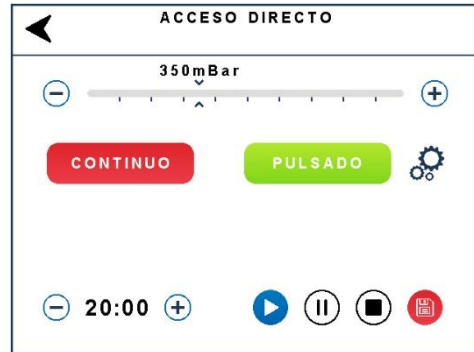 ACCESO DIRECTO
350mBar
CONTINUO
PULSADO
20:00